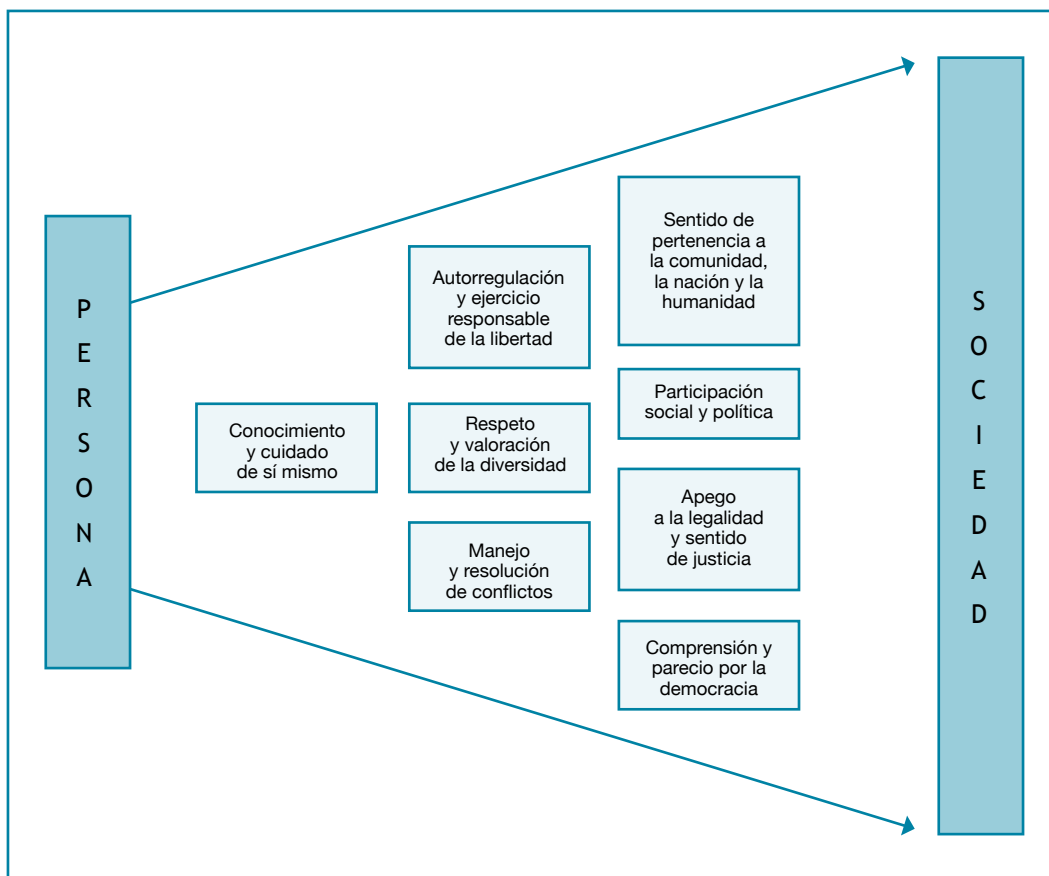 PERSONA
Conocimiento
y cuidado
de sí mismo
Autorregulación
y ejercicio
responsable
de la libertad
Respeto
y valoración
de la diversidad
Manejo
y resolución
de conflictos
Sentido de
pertenencia a
la comunidad,
la nación y la
humanidad
Participación
social y política
Apego
a la legalidad
y sentido
de justicia
Comprensión y
parecio por la
democracia
SOCIEDAD